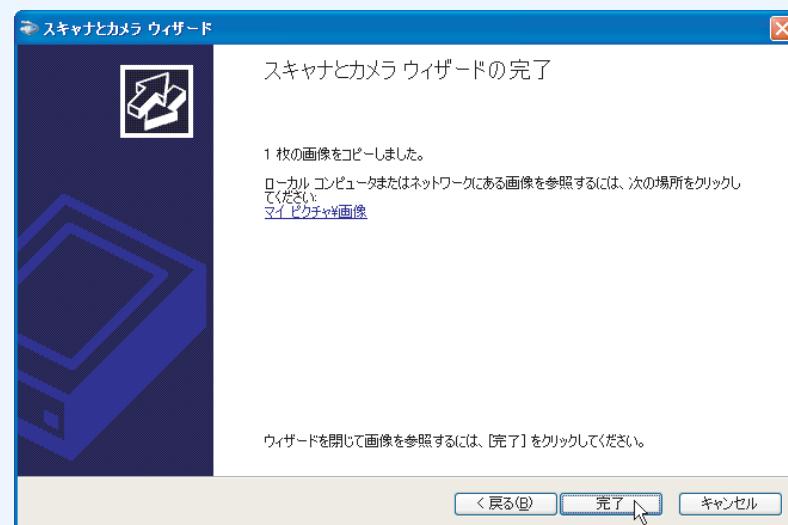 スキャナとカメラ ウィザード
スキャナとカメラ ウィザードの完了
1 枚の画像をコピーしました。
ローカル コンピュータまたはネットワークにある画像を参照するには、次の場所をクリックし
てください:
マイ ピクチャ¥画像
ウィザードを閉じて画像を参照するには、[完了] をクリックしてください。
< 戻る(B) 完了 キャンセル